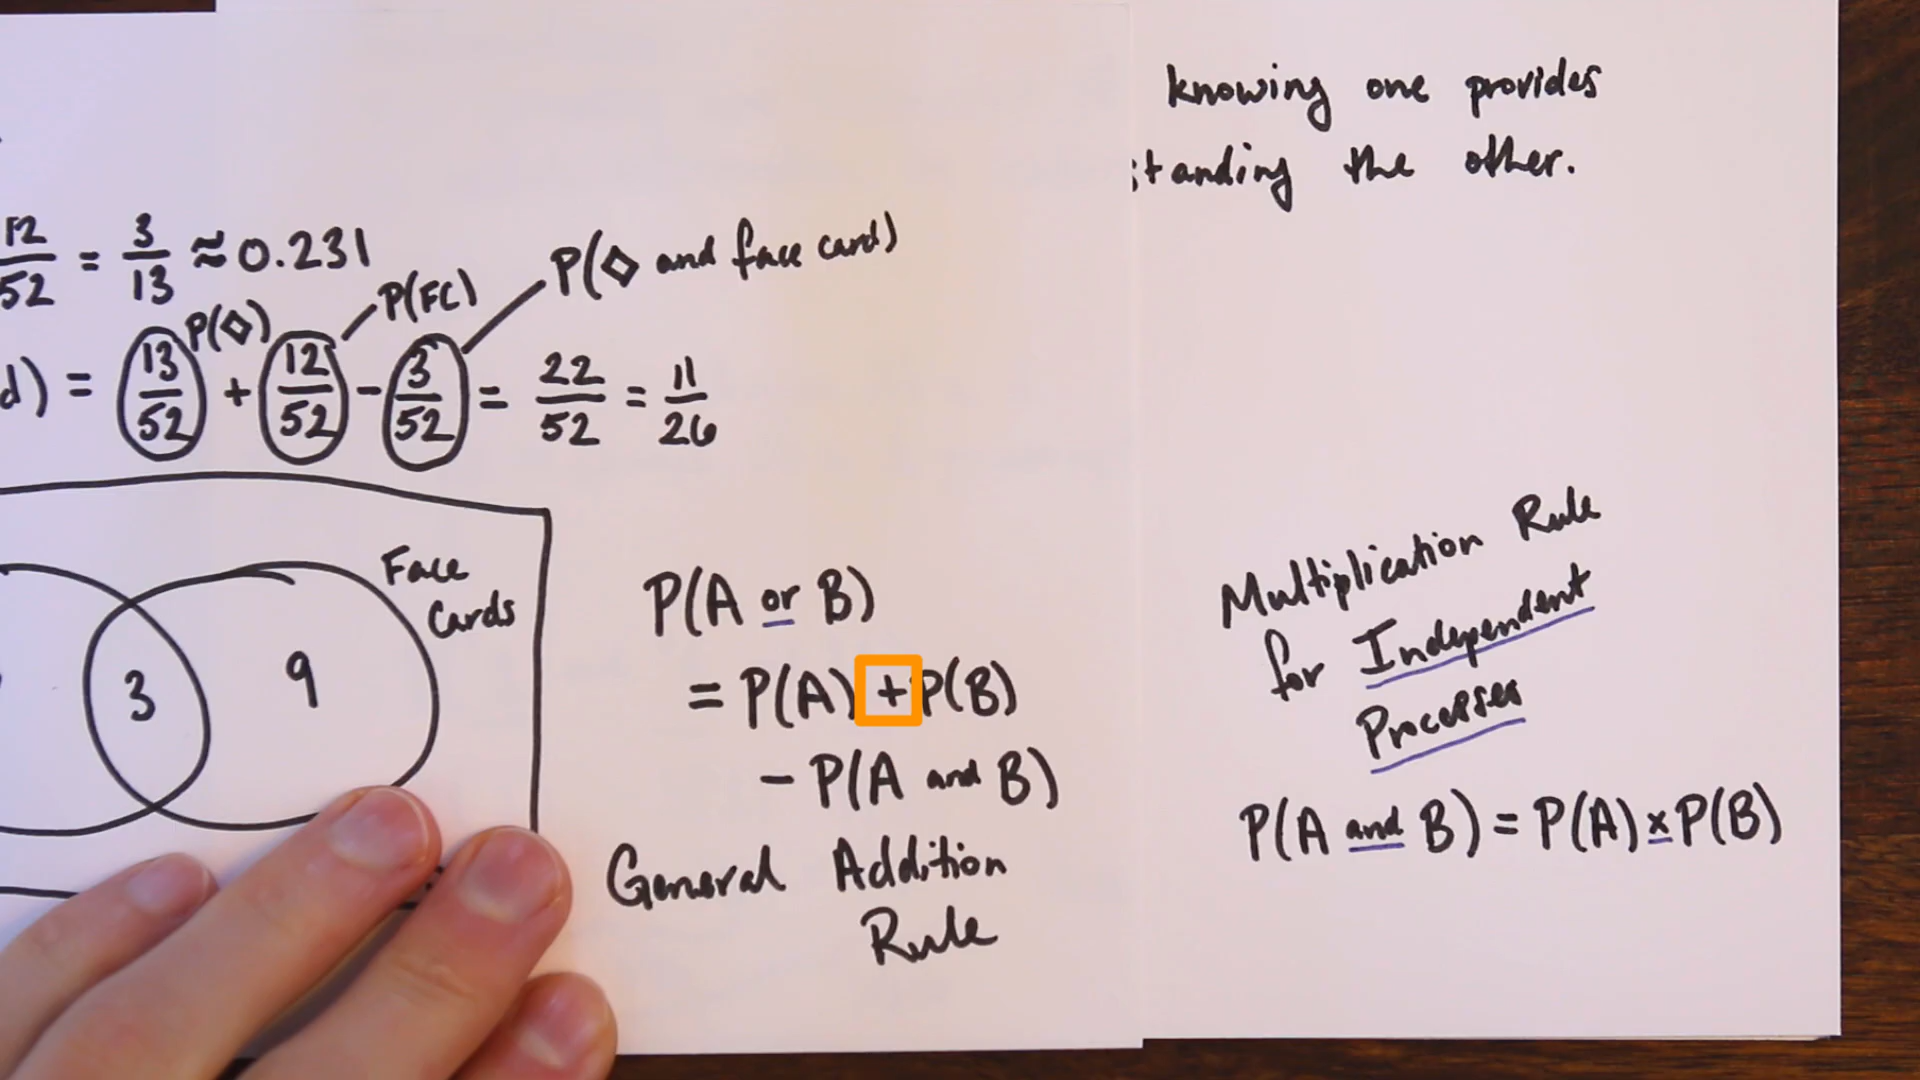 knowing one provides
standing the other.
12/52 = 3/13 ≈ 0.231
P(◇) P(FC) P(◇ and face card)
d) = 13/52 + 12/52 - 3/52 = 22/52 = 11/26
Face
Cards
3 9
P(A or B)
= P(A) + P(B)
- P(A and B)
General Addition
Rule
Multiplication Rule
for Independent
Processes
P(A and B) = P(A) × P(B)